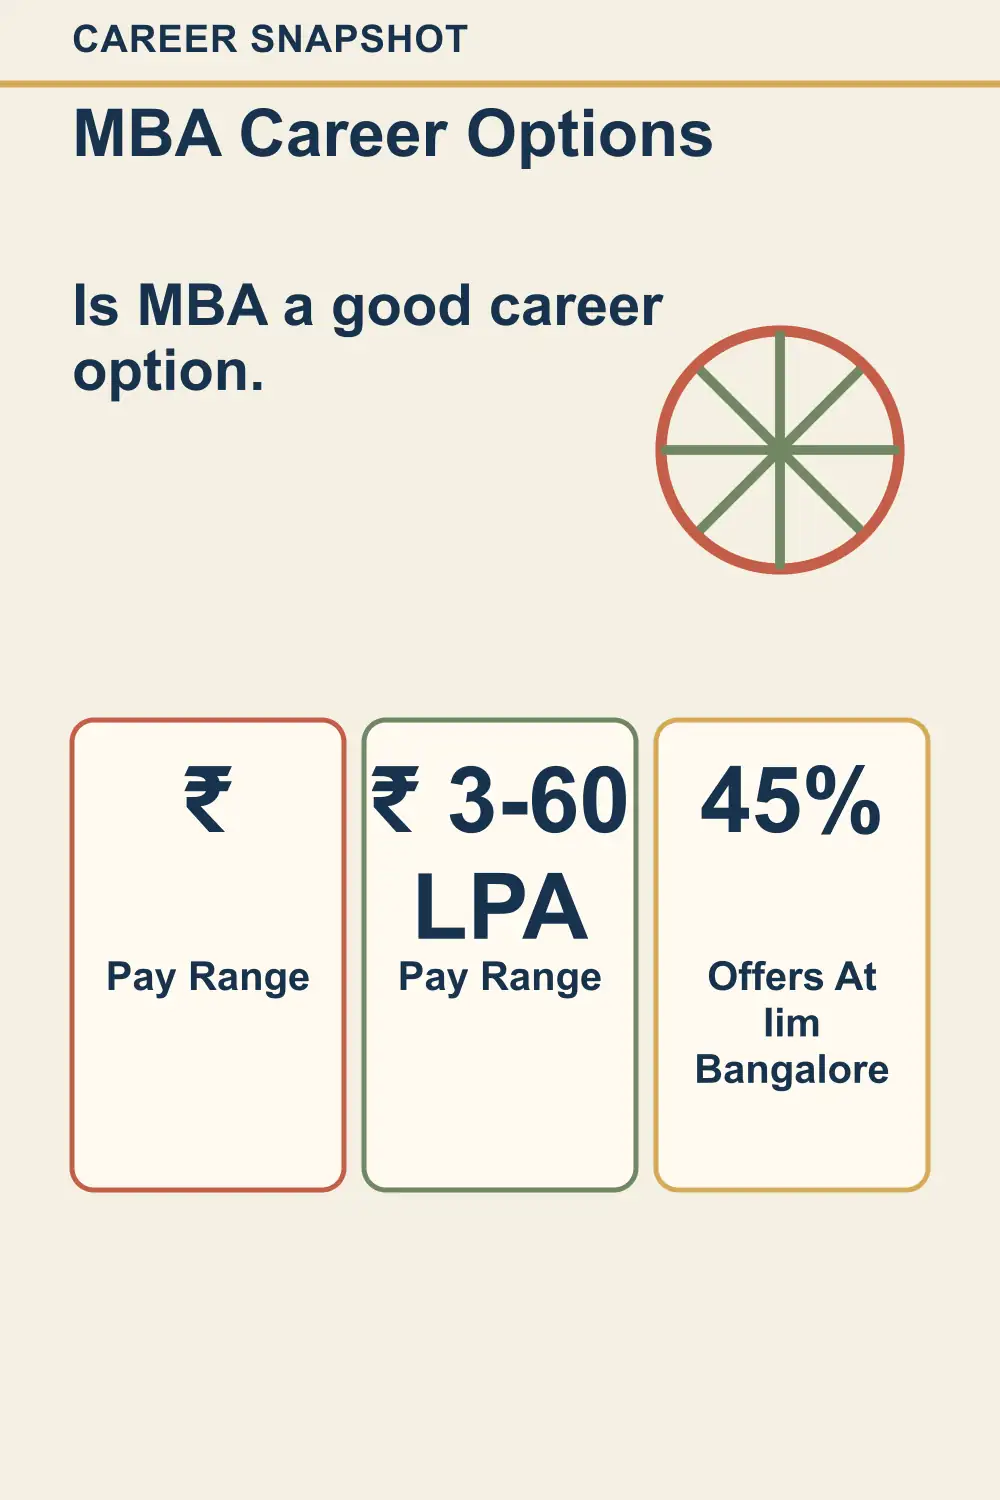 CAREER SNAPSHOT
MBA Career Options
Is MBA a good career
option.
₹
Pay Range
₹ 3-60
LPA
Pay Range
45%
Offers At
Iim
Bangalore